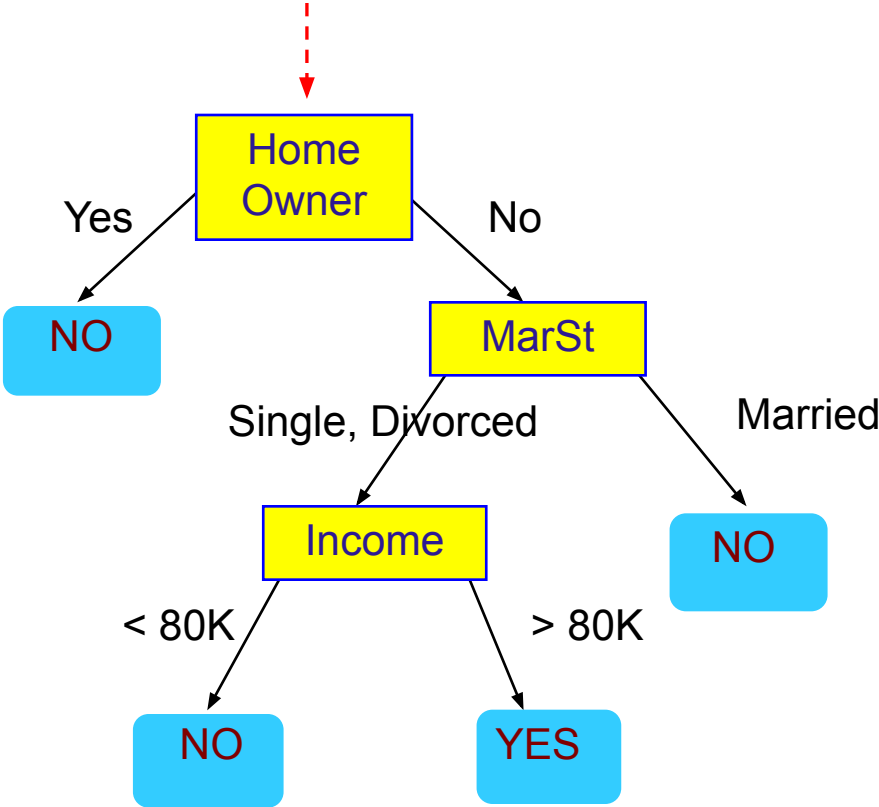 Home
Owner
Yes
No
NO
MarSt
Single, Divorced
Married
Income
NO
< 80K
> 80K
NO
YES